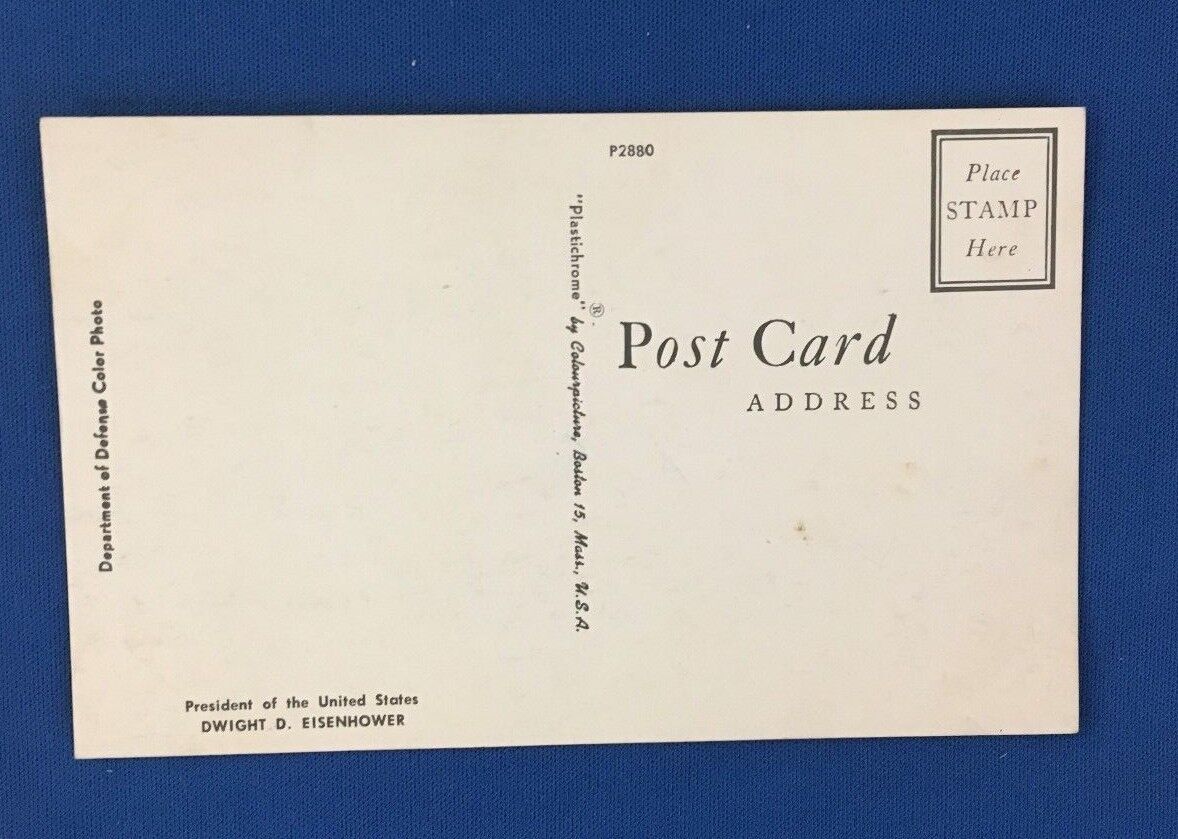 Department of Defense Color Photo
President of the United States
DWIGHT D. EISENHOWER
"Plastichrome"® by Colourpicture, Boston 15, Mass., U.S.A.
P2880
Place
STAMP
Here
Post Card
ADDRESS